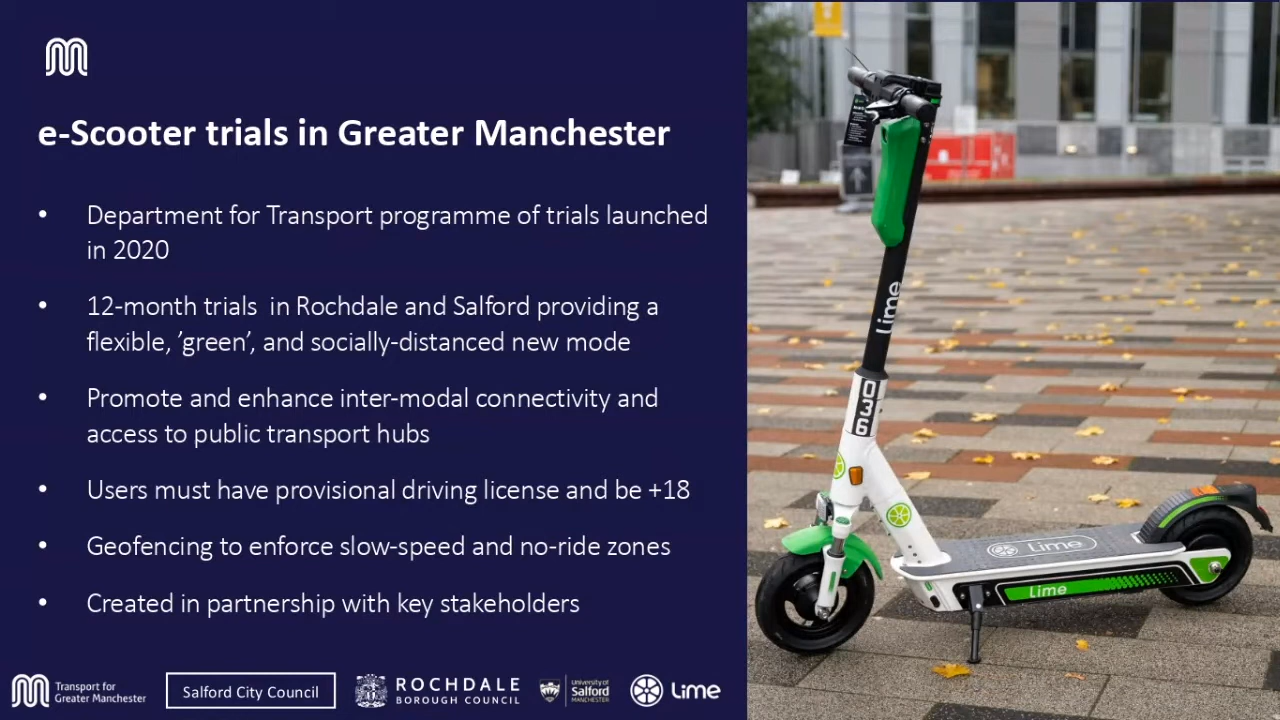 e-Scooter trials in Greater Manchester
• Department for Transport programme of trials launched
in 2020
• 12-month trials  in Rochdale and Salford providing a
flexible, ’green’, and socially-distanced new mode
• Promote and enhance inter-modal connectivity and
access to public transport hubs
• Users must have provisional driving license and be +18
• Geofencing to enforce slow-speed and no-ride zones
• Created in partnership with key stakeholders
Transport for
Greater Manchester
Salford City Council
ROCHDALE
BOROUGH COUNCIL
University of
Salford
MANCHESTER
Lime
Lime
036
Lime
Lime